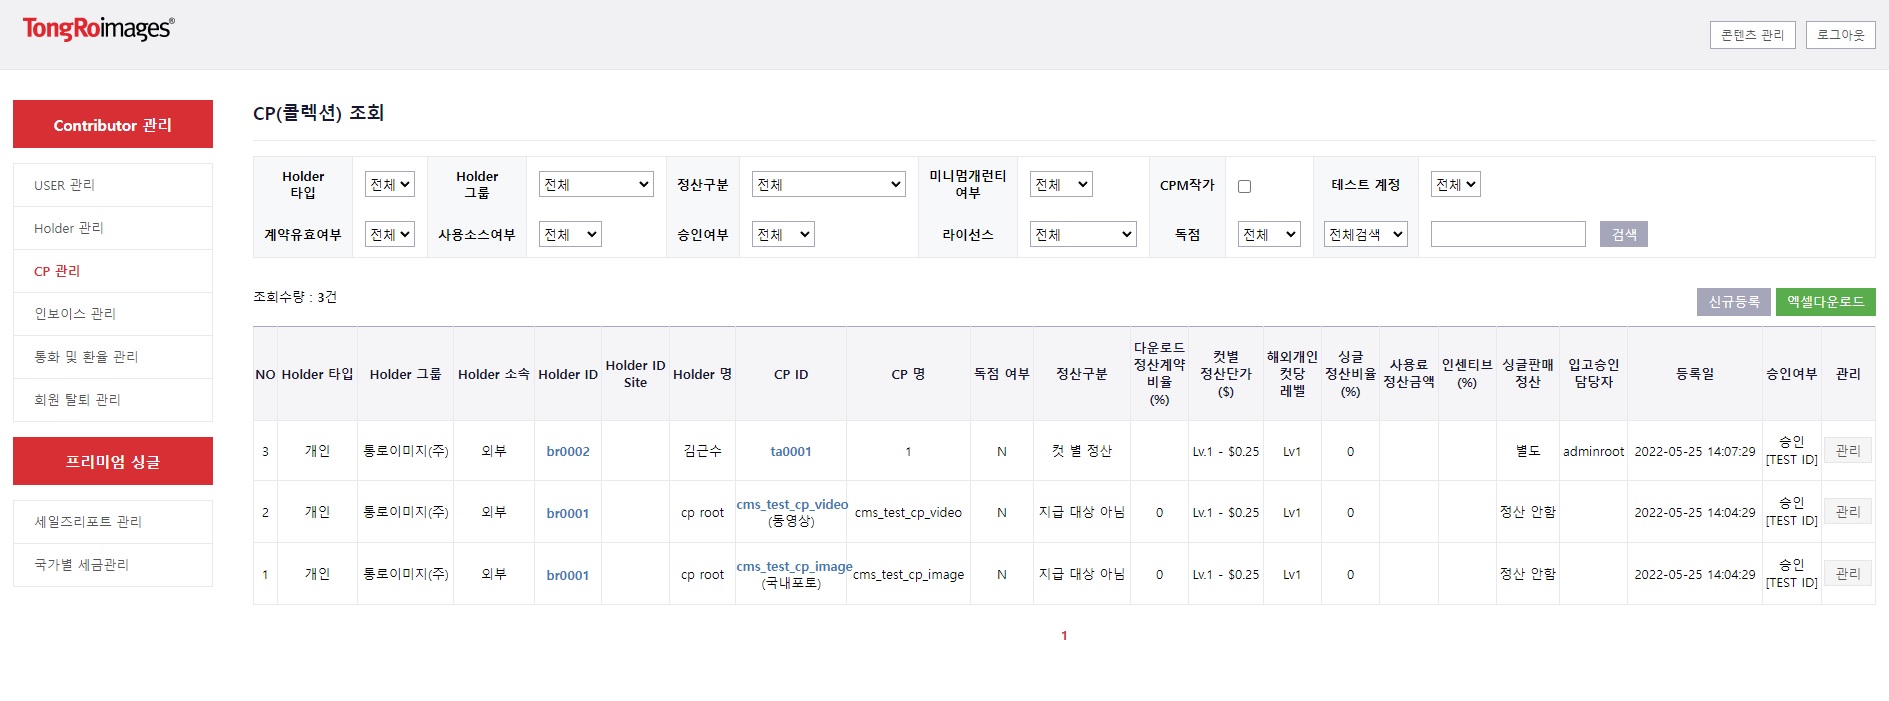 TongRoimages®
콘텐츠 관리 로그아웃
Contributor 관리
USER 관리
Holder 관리
CP 관리
인보이스 관리
통화 및 환율 관리
회원 탈퇴 관리
프리미엄 싱글
세일즈리포트 관리
국가별 세금관리
CP(콜렉션) 조회
Holder 타입 전체 Holder 그룹 전체 정산구분 전체 미니멈개런티 여부 전체 CPM작가 테스트 계정 전체
계약유효여부 전체 사용소스여부 전체 승인여부 전체 라이선스 전체 독점 전체 전체검색 검색
조회수량 : 3건 신규등록 엑셀다운로드
NO Holder 타입 Holder 그룹 Holder 소속 Holder ID Holder ID Site Holder 명 CP ID CP 명 독점 여부 정산구분 다운로드 정산계약 비율 (%) 컷별 정산단가 ($) 해외개인 컷당 레벨 싱글 정산비율 (%) 사용료 정산금액 인센티브 (%) 싱글판매 정산 입고승인 담당자 등록일 승인여부 관리
3 개인 통로이미지(주) 외부 br0002 김근수 ta0001 1 N 컷 별 정산 Lv.1 - $0.25 Lv1 0 별도 adminroot 2022-05-25 14:07:29 승인 [TEST ID] 관리
2 개인 통로이미지(주) 외부 br0001 cp root cms_test_cp_video (동영상) cms_test_cp_video N 지급 대상 아님 0 Lv.1 - $0.25 Lv1 0 정산 안함 2022-05-25 14:04:29 승인 [TEST ID] 관리
1 개인 통로이미지(주) 외부 br0001 cp root cms_test_cp_image (국내포토) cms_test_cp_image N 지급 대상 아님 0 Lv.1 - $0.25 Lv1 0 정산 안함 2022-05-25 14:04:29 승인 [TEST ID] 관리
1